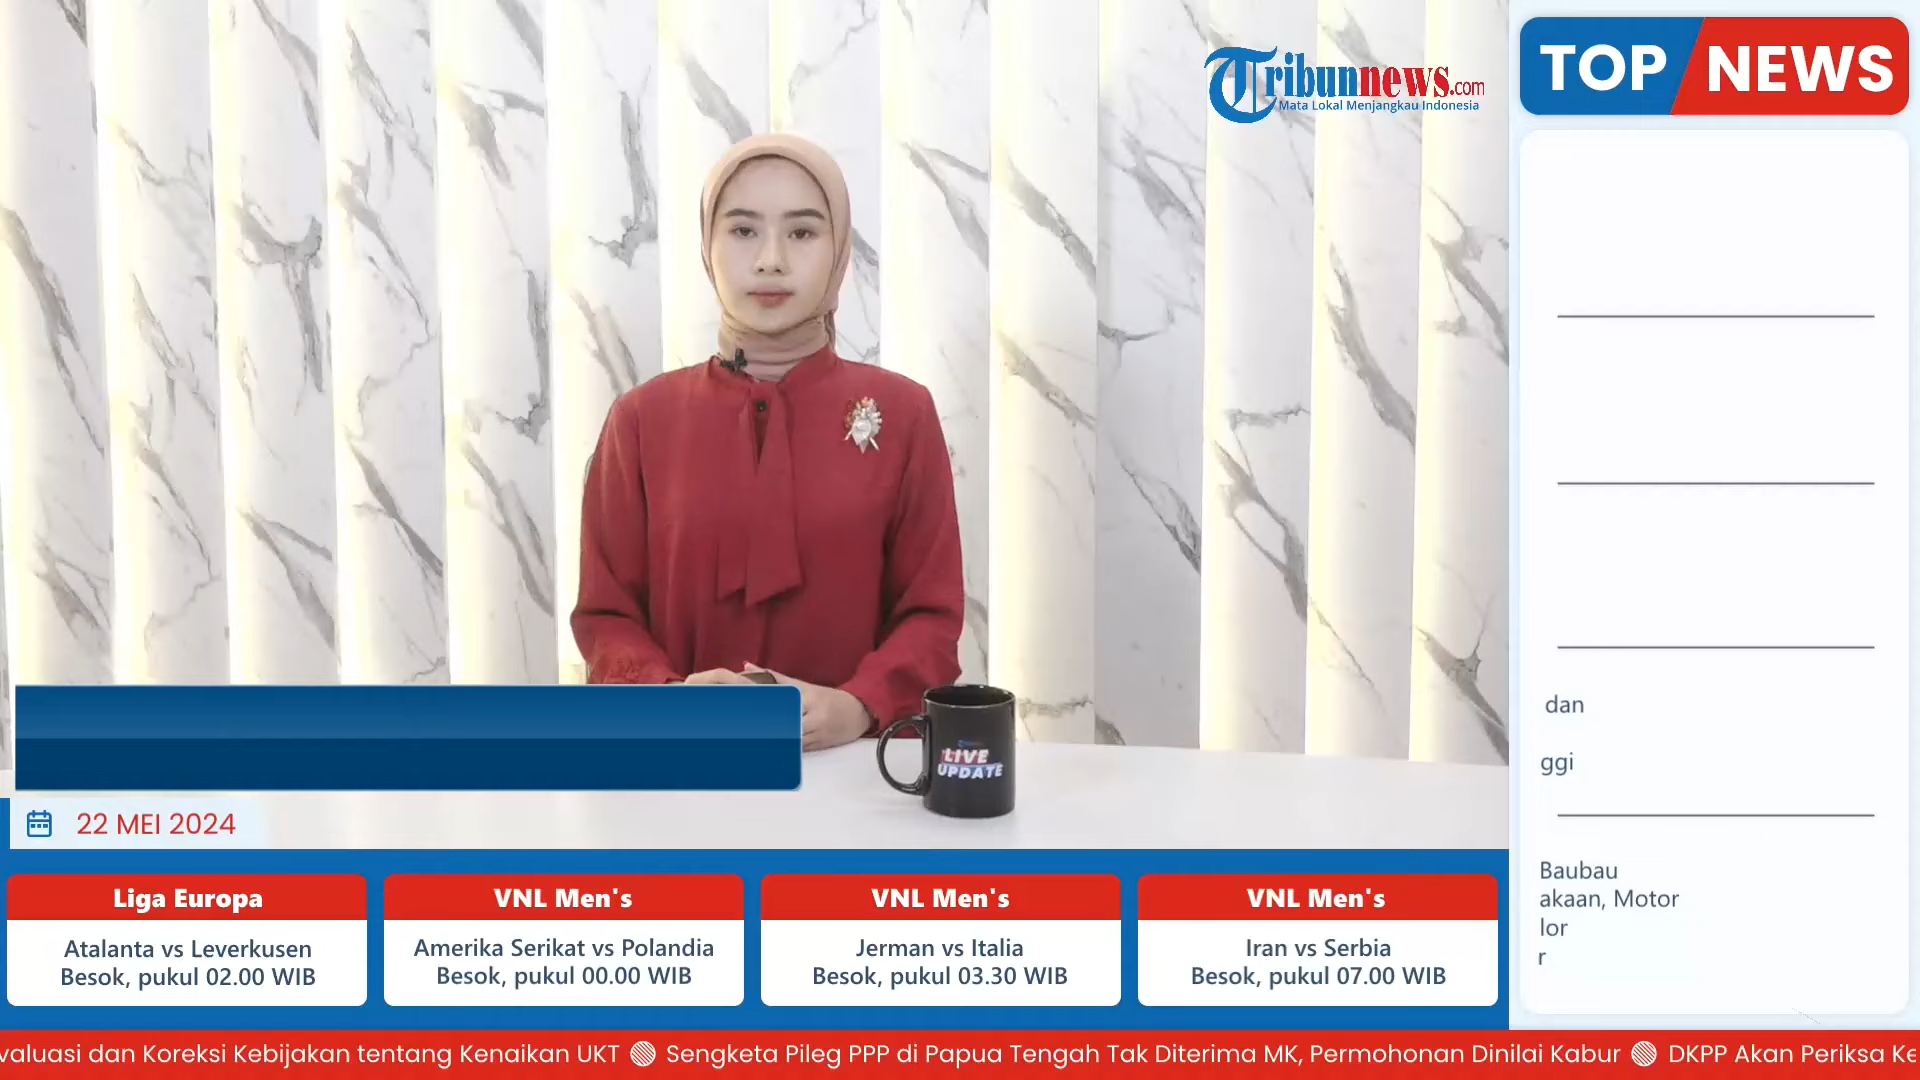 Tribunnews.com
Mata Lokal Menjangkau Indonesia
TOP NEWS
dan
ggi
Baubau
akaan, Motor
lor
r
LIVE
UPDATE
22 MEI 2024
Liga Europa
Atalanta vs Leverkusen
Besok, pukul 02.00 WIB
VNL Men's
Amerika Serikat vs Polandia
Besok, pukul 00.00 WIB
VNL Men's
Jerman vs Italia
Besok, pukul 03.30 WIB
VNL Men's
Iran vs Serbia
Besok, pukul 07.00 WIB
valuasi dan Koreksi Kebijakan tentang Kenaikan UKT Sengketa Pileg PPP di Papua Tengah Tak Diterima MK, Permohonan Dinilai Kabur DKPP Akan Periksa Ke